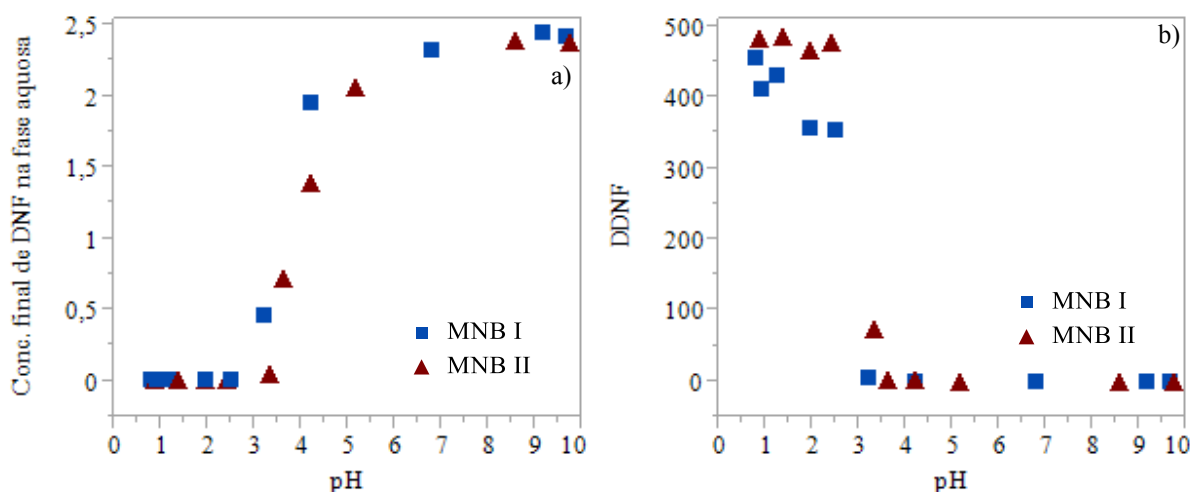 Conc. final de DNF na fase aquosa
2,5
2
1,5
1
0,5
0
a)
MNB I
MNB II
0 1 2 3 4 5 6 7 8 9 10
pH
DDNF
500
400
300
200
100
0
b)
MNB I
MNB II
0 1 2 3 4 5 6 7 8 9 10
pH